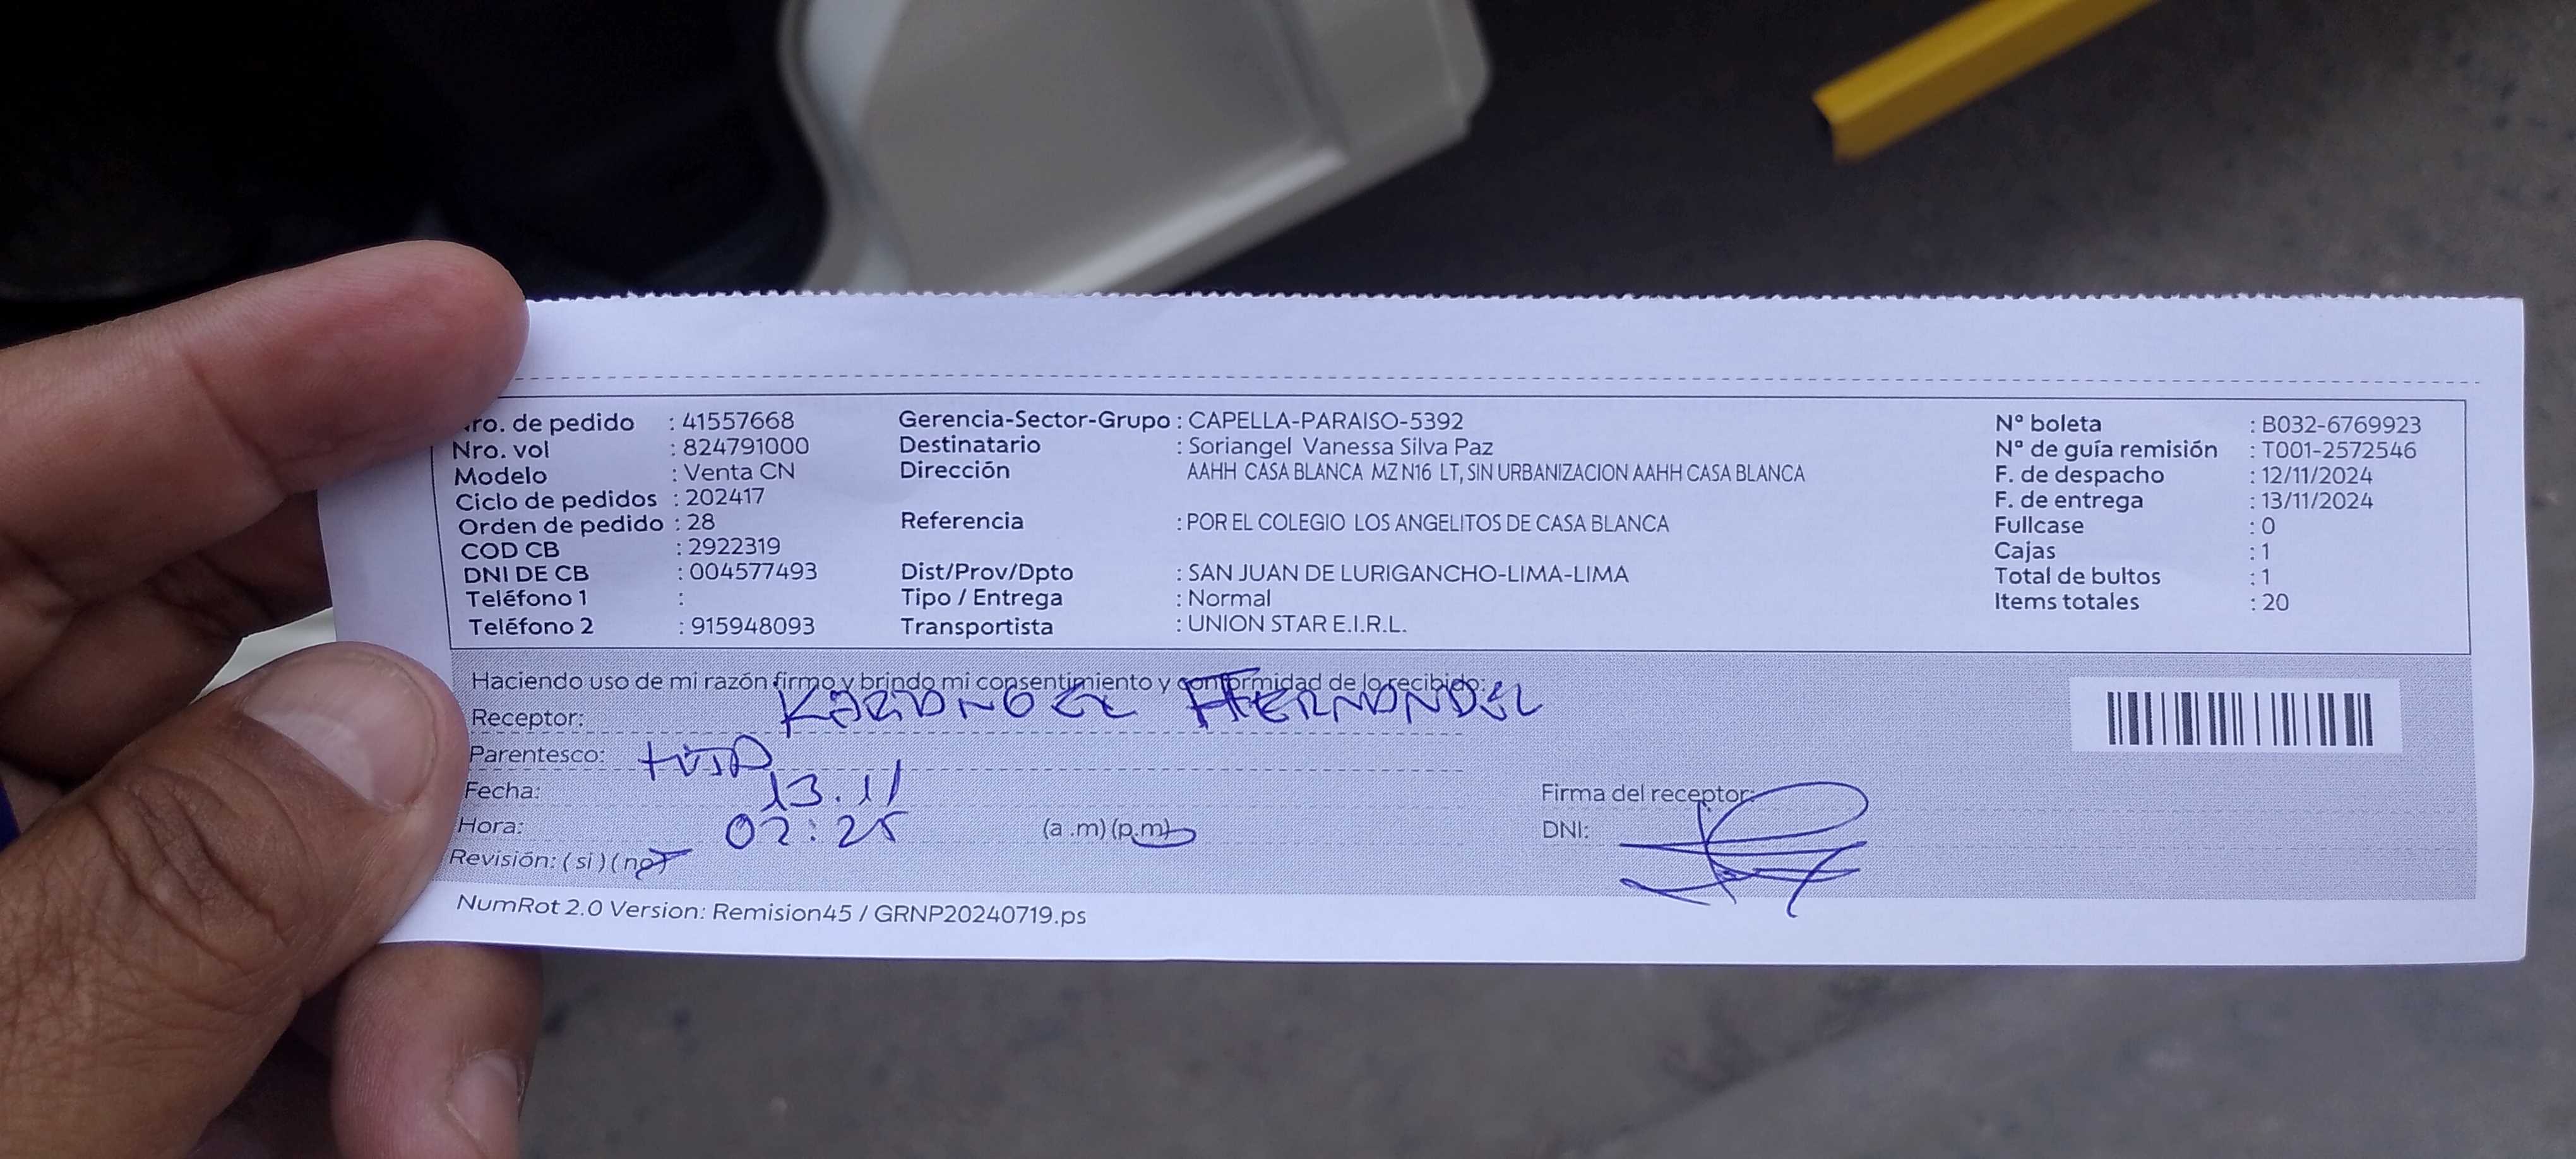 ro. de pedido : 41557668 Gerencia-Sector-Grupo : CAPELLA-PARAISO-5392 Nº boleta : B032-6769923
Nro. vol : 824791000 Destinatario : Soriangel Vanessa Silva Paz Nº de guía remisión : T001-2572546
Modelo : Venta CN Dirección AAHH CASA BLANCA MZ N16 LT, SIN URBANIZACION AAHH CASA BLANCA F. de despacho : 12/11/2024
Ciclo de pedidos : 202417 F. de entrega : 13/11/2024
Orden de pedido : 28 Referencia : POR EL COLEGIO LOS ANGELITOS DE CASA BLANCA Fullcase : 0
COD CB : 2922319 Cajas : 1
DNI DE CB : 004577493 Dist/Prov/Dpto : SAN JUAN DE LURIGANCHO-LIMA-LIMA Total de bultos : 1
Teléfono 1 : Tipo / Entrega : Normal Items totales : 20
Teléfono 2 : 915948093 Transportista : UNION STAR E.I.R.L.
Haciendo uso de mi razón firmo y brindo mi consentimiento y conformidad de lo recibido:
Receptor:
Parentesco: HIJA
Fecha: 13.11 Firma del receptor:
Hora: 02:25 (a .m) (p.m) DNI:
Revisión: ( si ) ( no )
NumRot 2.0 Version: Remision45 / GRNP20240719.ps